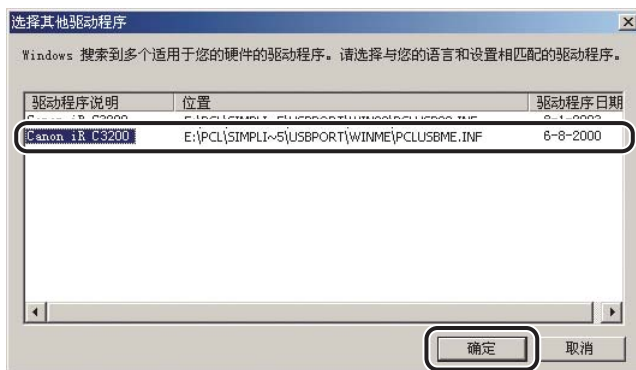 选择其他驱动程序
Windows 搜索到多个适用于您的硬件的驱动程序。请选择与您的语言和设置相匹配的驱动程序。
驱动程序说明 位置 驱动程序日期
Canon iR C3200 E:\PCL\SIMPLI~5\USBPORT\WINME\PCLUSBME.INF 6-8-2000
确定 取消